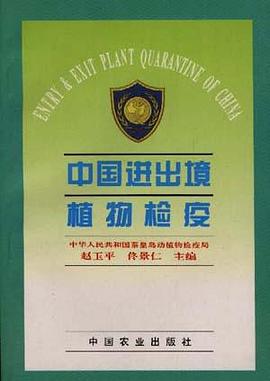 ENTRY & EXIT PLANT QUARANTINE OF CHINA
中国进出境
植物检疫
中华人民共和国秦皇岛动植物检疫局
赵玉平 佟景仁 主编
中国农业出版社